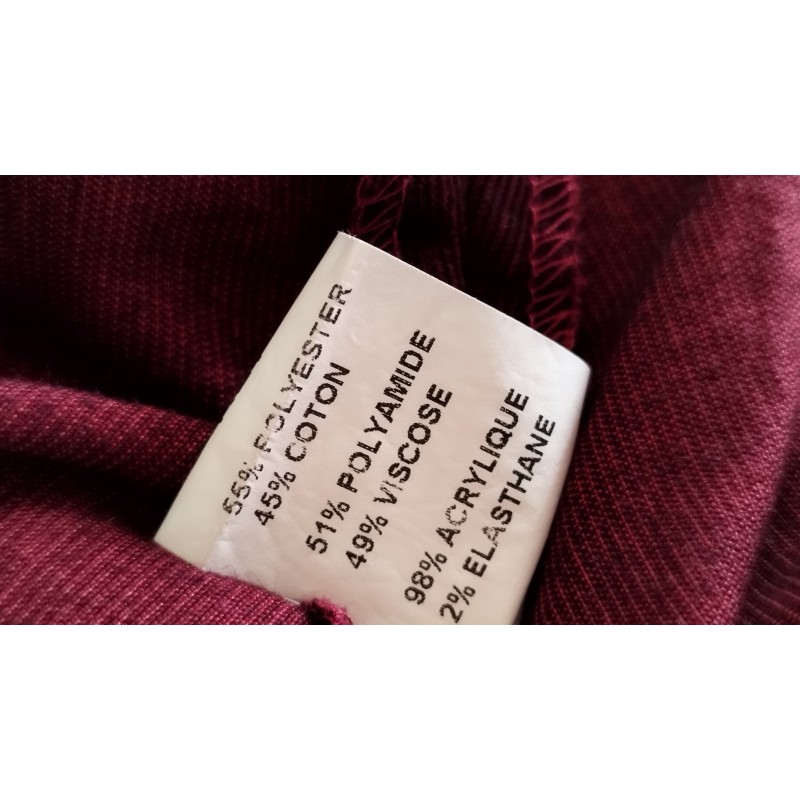 55% POLYESTER
45% COTON
51% POLYAMIDE
49% VISCOSE
98% ACRYLIQUE
2% ELASTHANE